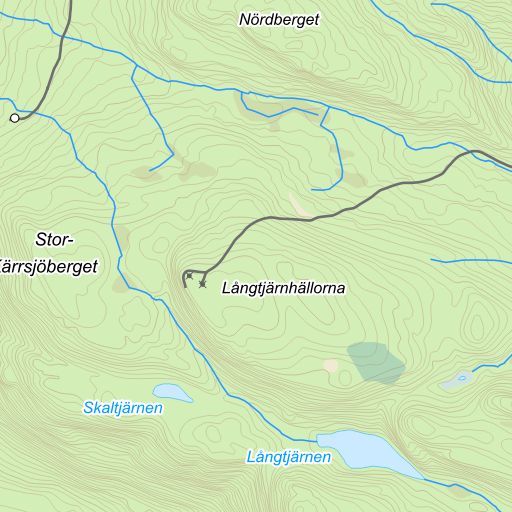 Nördberget
Stor-
Kärrsjöberget
Långtjärnhällorna
Skaltjärnen
Långtjärnen